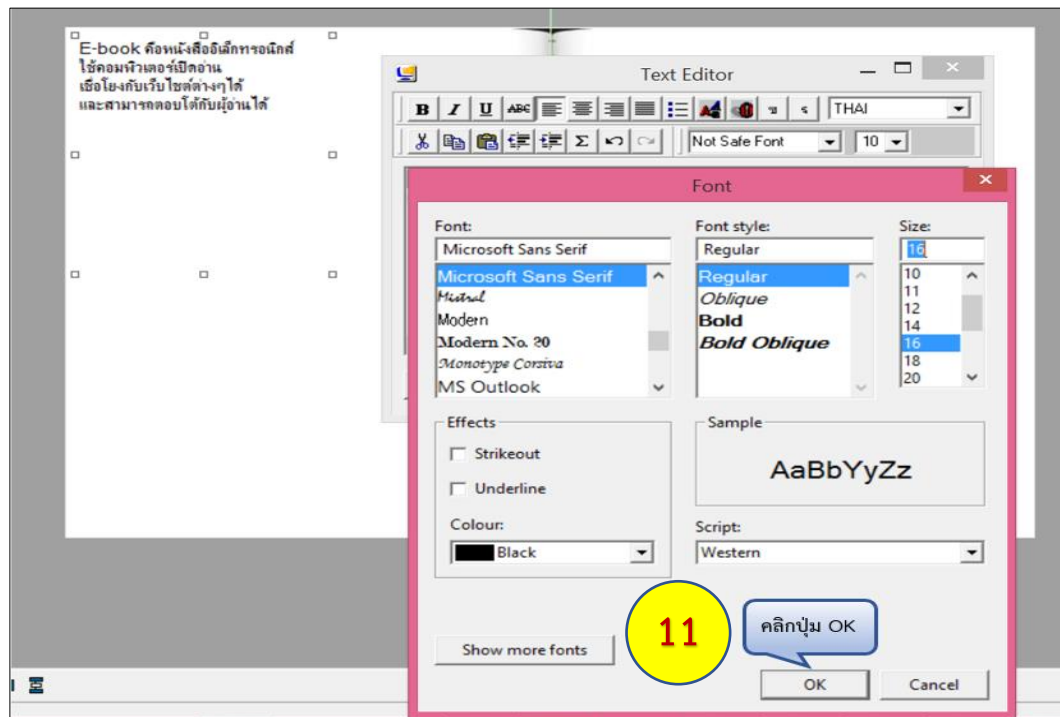 E-book คือหนังสืออิเล็กทรอนิกส์
ใช้คอมพิวเตอร์เปิดอ่าน
เชื่อโยงกับเว็บไซต์ต่างๆได้
และสามารถตอบโต้กับผู้อ่านได้
Text Editor
B I U ABC THAI
Σ Not Safe Font 10
Font
Font: Font style: Size:
Microsoft Sans Serif Regular 16
Microsoft Sans Serif Regular 10
Mistral Oblique 11
Modern Bold 12
Modern No. 20 Bold Oblique 14
Monotype Corsiva 16
MS Outlook 18
20
Effects Sample
Strikeout
Underline
AaBbYyZz
Colour: Script:
Black Western
11 คลิกปุ่ม OK
Show more fonts
OK Cancel